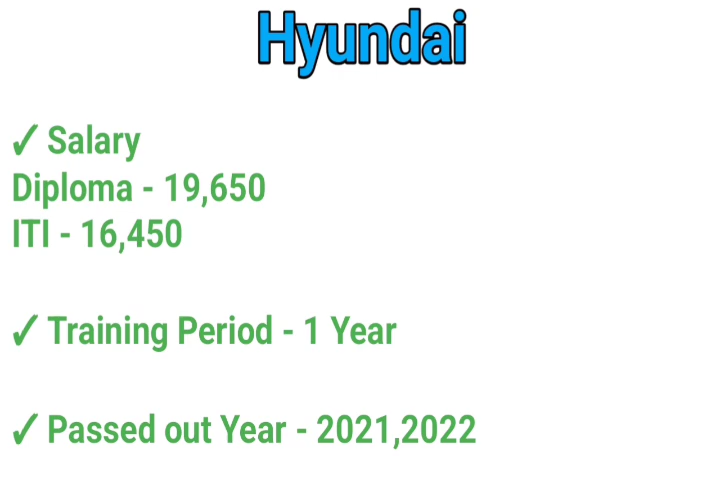 Hyundai
✓ Salary
Diploma - 19,650
ITI - 16,450
✓ Training Period - 1 Year
✓ Passed out Year - 2021,2022